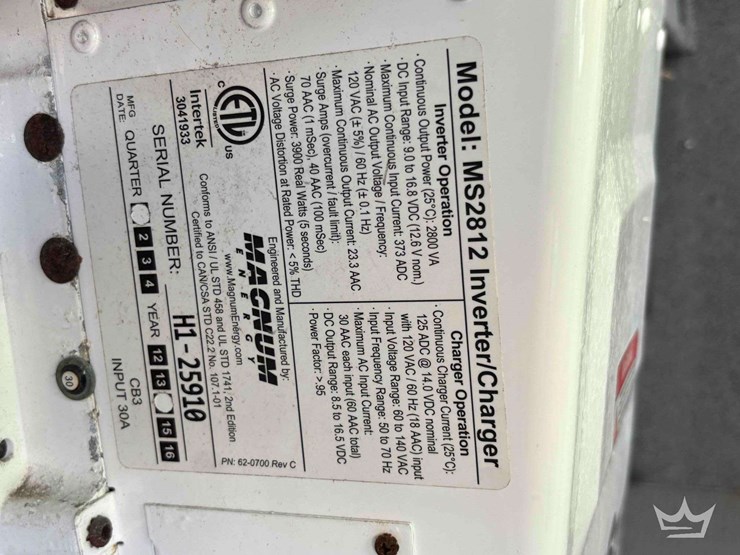 Model: MS2812 Inverter/Charger
Inverter Operation
· Continuous Output Power (25°C): 2800 VA
· DC Input Range: 9.0 to 16.8 VDC (12.6 V nom.)
· Maximum Continuous Input Current: 373 ADC
· Nominal AC Output Voltage / Frequency:
120 VAC (± 5%) / 60 Hz (± 0.1 Hz)
· Maximum Continuous Output Current: 23.3 AAC
· Surge Amps (overcurrent / fault limit):
70 AAC (1 mSec), 40 AAC (100 mSec)
· Surge Power: 3900 Real Watts (5 seconds)
· AC Voltage Distortion at Rated Power: < 5% THD
Charger Operation
· Continuous Charger Current (25°C):
125 ADC @ 14.0 VDC nominal
with 120 VAC / 60 Hz (18 AAC) input
· Input Voltage Range: 60 to 140 VAC
· Input Frequency Range: 50 to 70 Hz
· Maximum AC Input Current:
30 AAC each input (60 AAC total)
· DC Output Range: 8.5 to 16.5 VDC
· Power Factor: > .95
C ETL US
LISTED
Intertek
3041933
Engineered and Manufactured by:
MAGNUM
ENERGY
www.MagnumEnergy.com
Conforms to ANSI / UL STD 458 and UL STD 1741, 2nd Edition
Certified to CAN/CSA STD C22.2 No. 107.1-01
SERIAL NUMBER: H1-25910
MFG DATE: QUARTER 2 3 4 YEAR 12 13 15 16
PN: 62-0700 Rev C
CB3
INPUT 30A
30